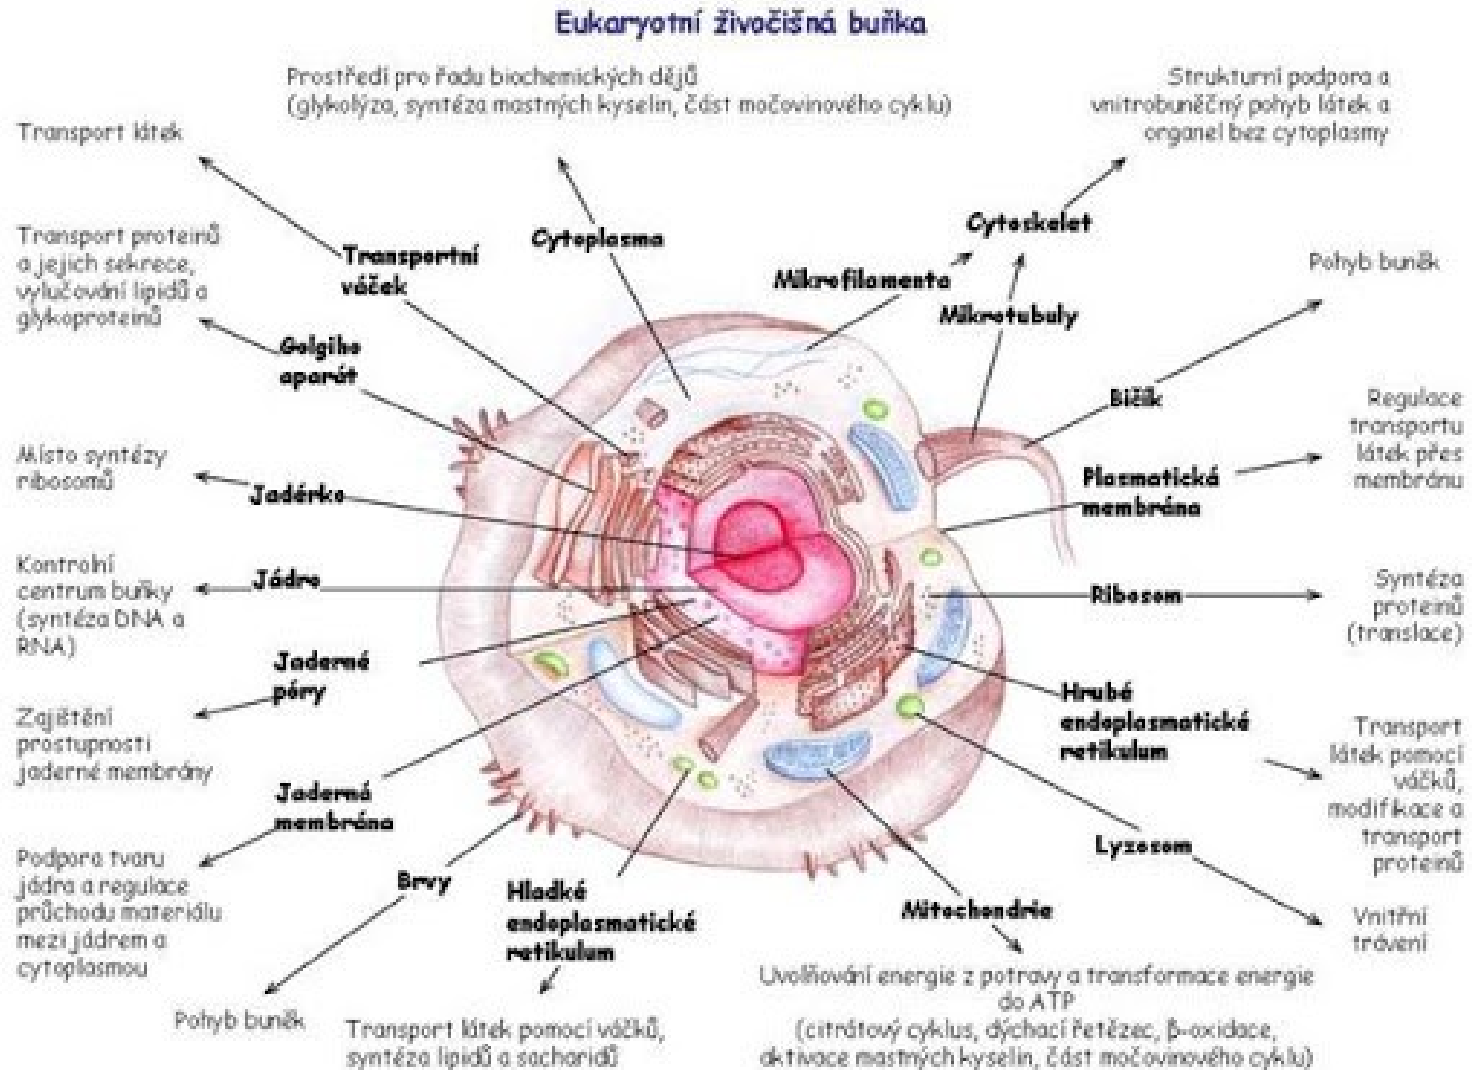 Eukaryotní živočišná buňka
Prostředí pro řadu biochemických dějů
(glykolýza, syntéza mastných kyselin, část močovinového cyklu)
Strukturní podpora a
vnitrobuněčný pohyb látek a
organel bez cytoplasmy
Transport látek
Cytoskelet
Cytoplasma
Transport proteinů
a jejich sekrece,
vylučování lipidů a
glykoproteinů
Transportní
váček
Mikrofilamenta
Pohyb buněk
Mikrotubuly
Golgiho
aparát
Bičík
Regulace
transportu
látek přes
membránu
Místo syntézy
ribosomů
Jadérko
Plasmatická
membrána
Kontrolní
centrum buňky
(syntéza DNA a
RNA)
Jádro
Ribosom
Syntéza
proteinů
(translace)
Jaderné
póry
Hrubé
endoplasmatické
retikulum
Zajištění
prostupnosti
jaderné membrány
Transport
látek pomocí
váčků,
modifikace a
transport
proteinů
Jaderná
membrána
Lyzosom
Podpora tvaru
jádra a regulace
průchodu materiálu
mezi jádrem a
cytoplasmou
Brvy
Hladké
endoplasmatické
retikulum
Mitochondrie
Vnitřní
trávení
Pohyb buněk
Transport látek pomocí váčků,
syntéza lipidů a sacharidů
Uvolňování energie z potravy a transformace energie
do ATP
(citrátový cyklus, dýchací řetězec, β-oxidace,
aktivace mastných kyselin, část močovinového cyklu)